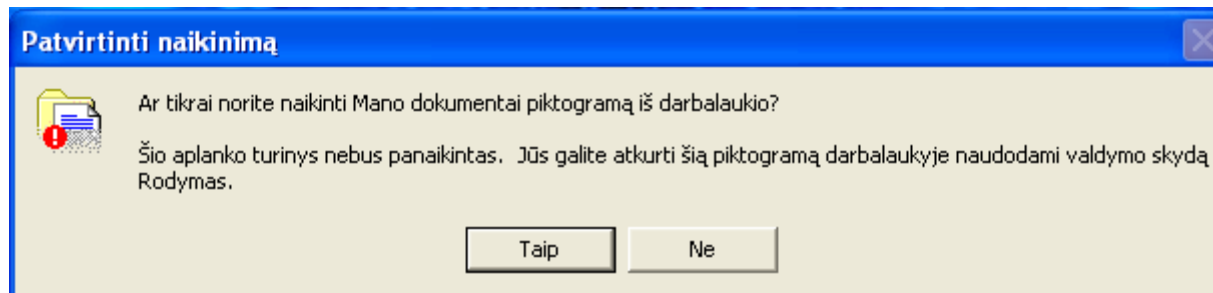 Patvirtinti naikinimą
Ar tikrai norite naikinti Mano dokumentai piktogramą iš darbalaukio?
Šio aplanko turinys nebus panaikintas.  Jūs galite atkurti šią piktogramą darbalaukyje naudodami valdymo skydą
Rodymas.
Taip
Ne